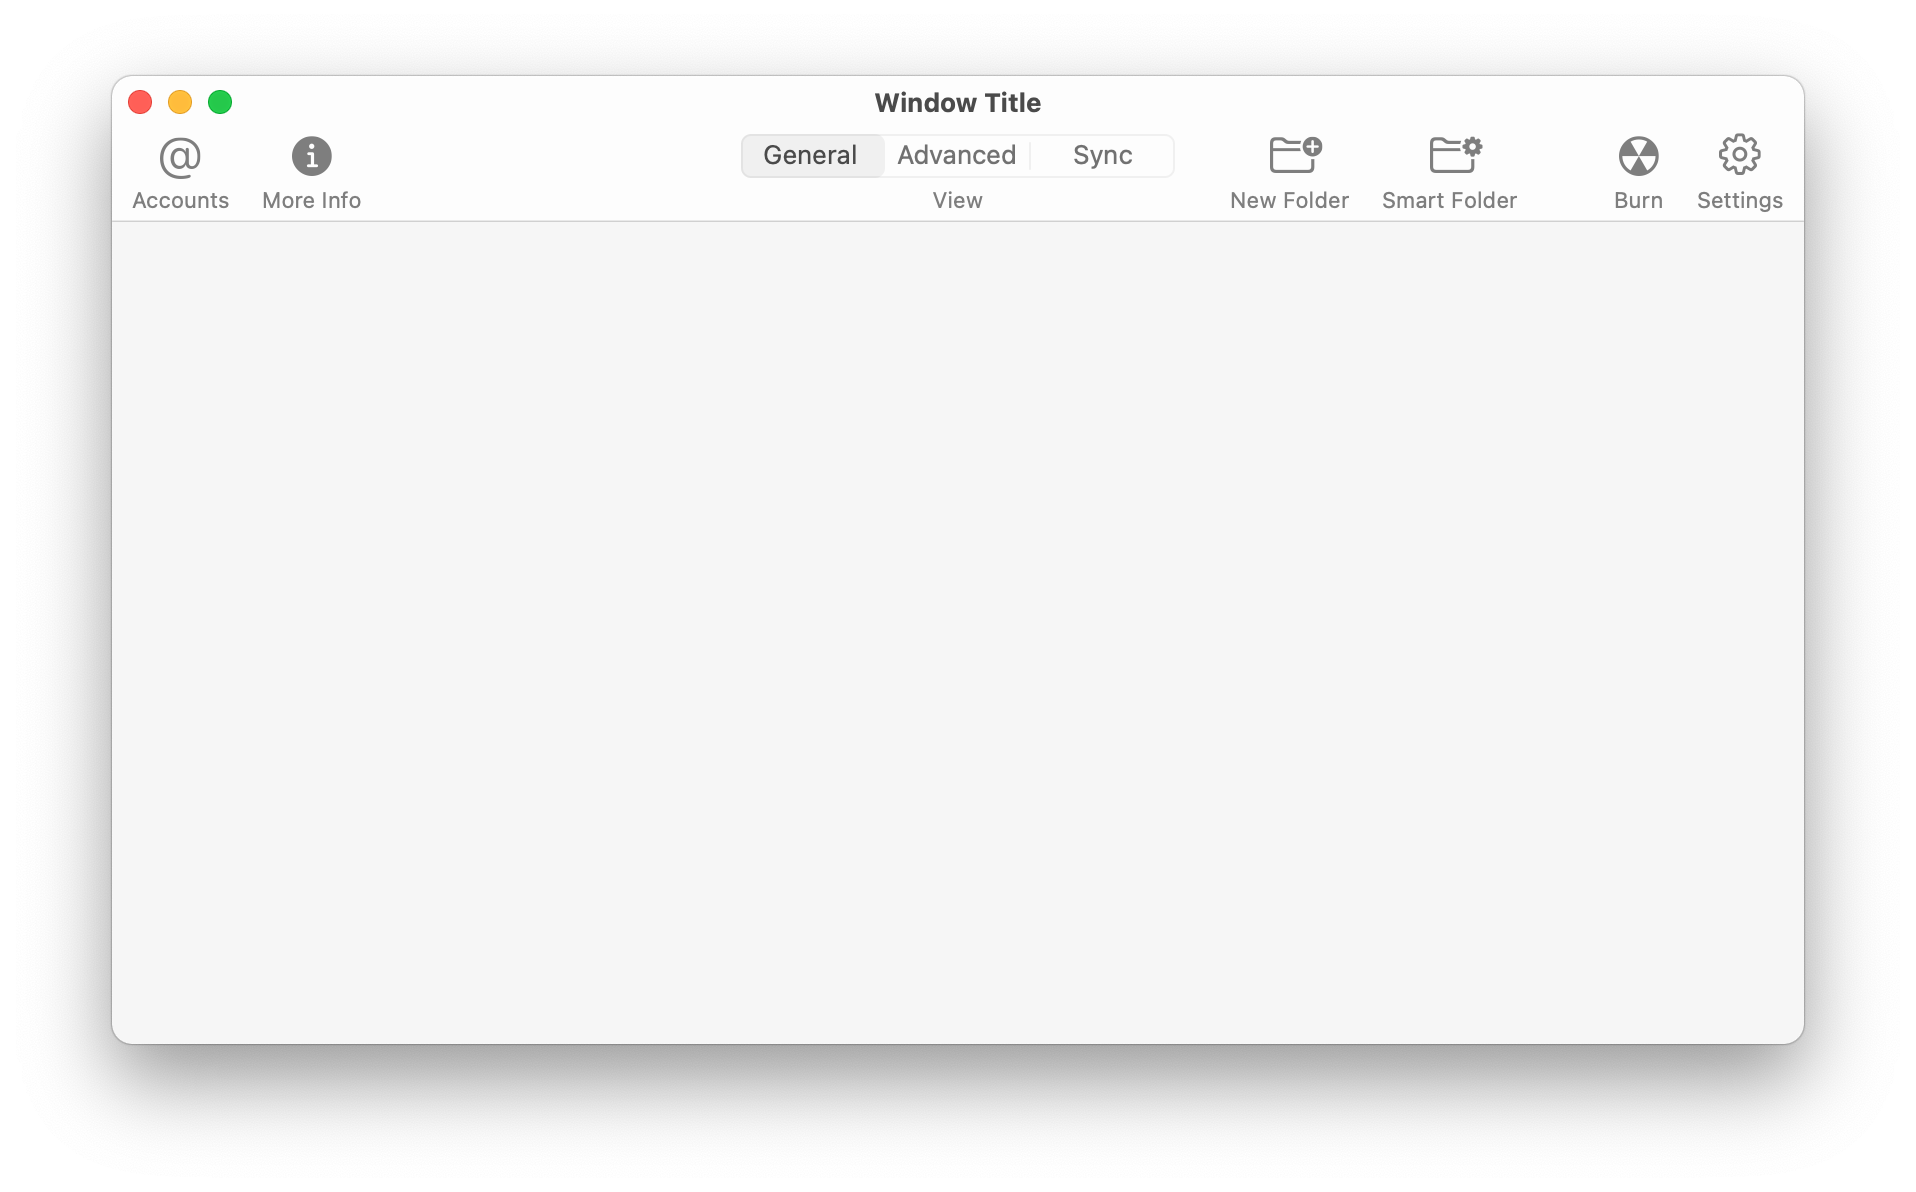 Window Title
@
General Advanced Sync
Accounts More Info View New Folder Smart Folder Burn Settings